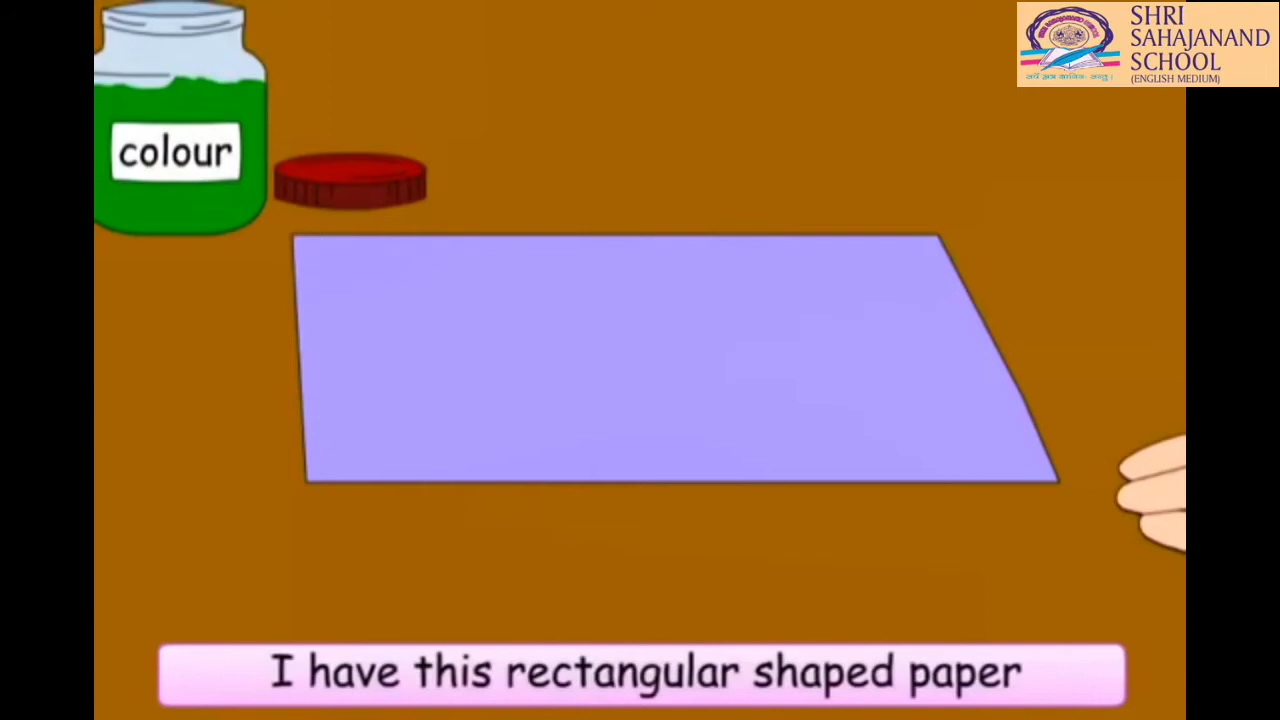 SHRI
SAHAJANAND
SCHOOL
(ENGLISH MEDIUM)
colour
I have this rectangular shaped paper